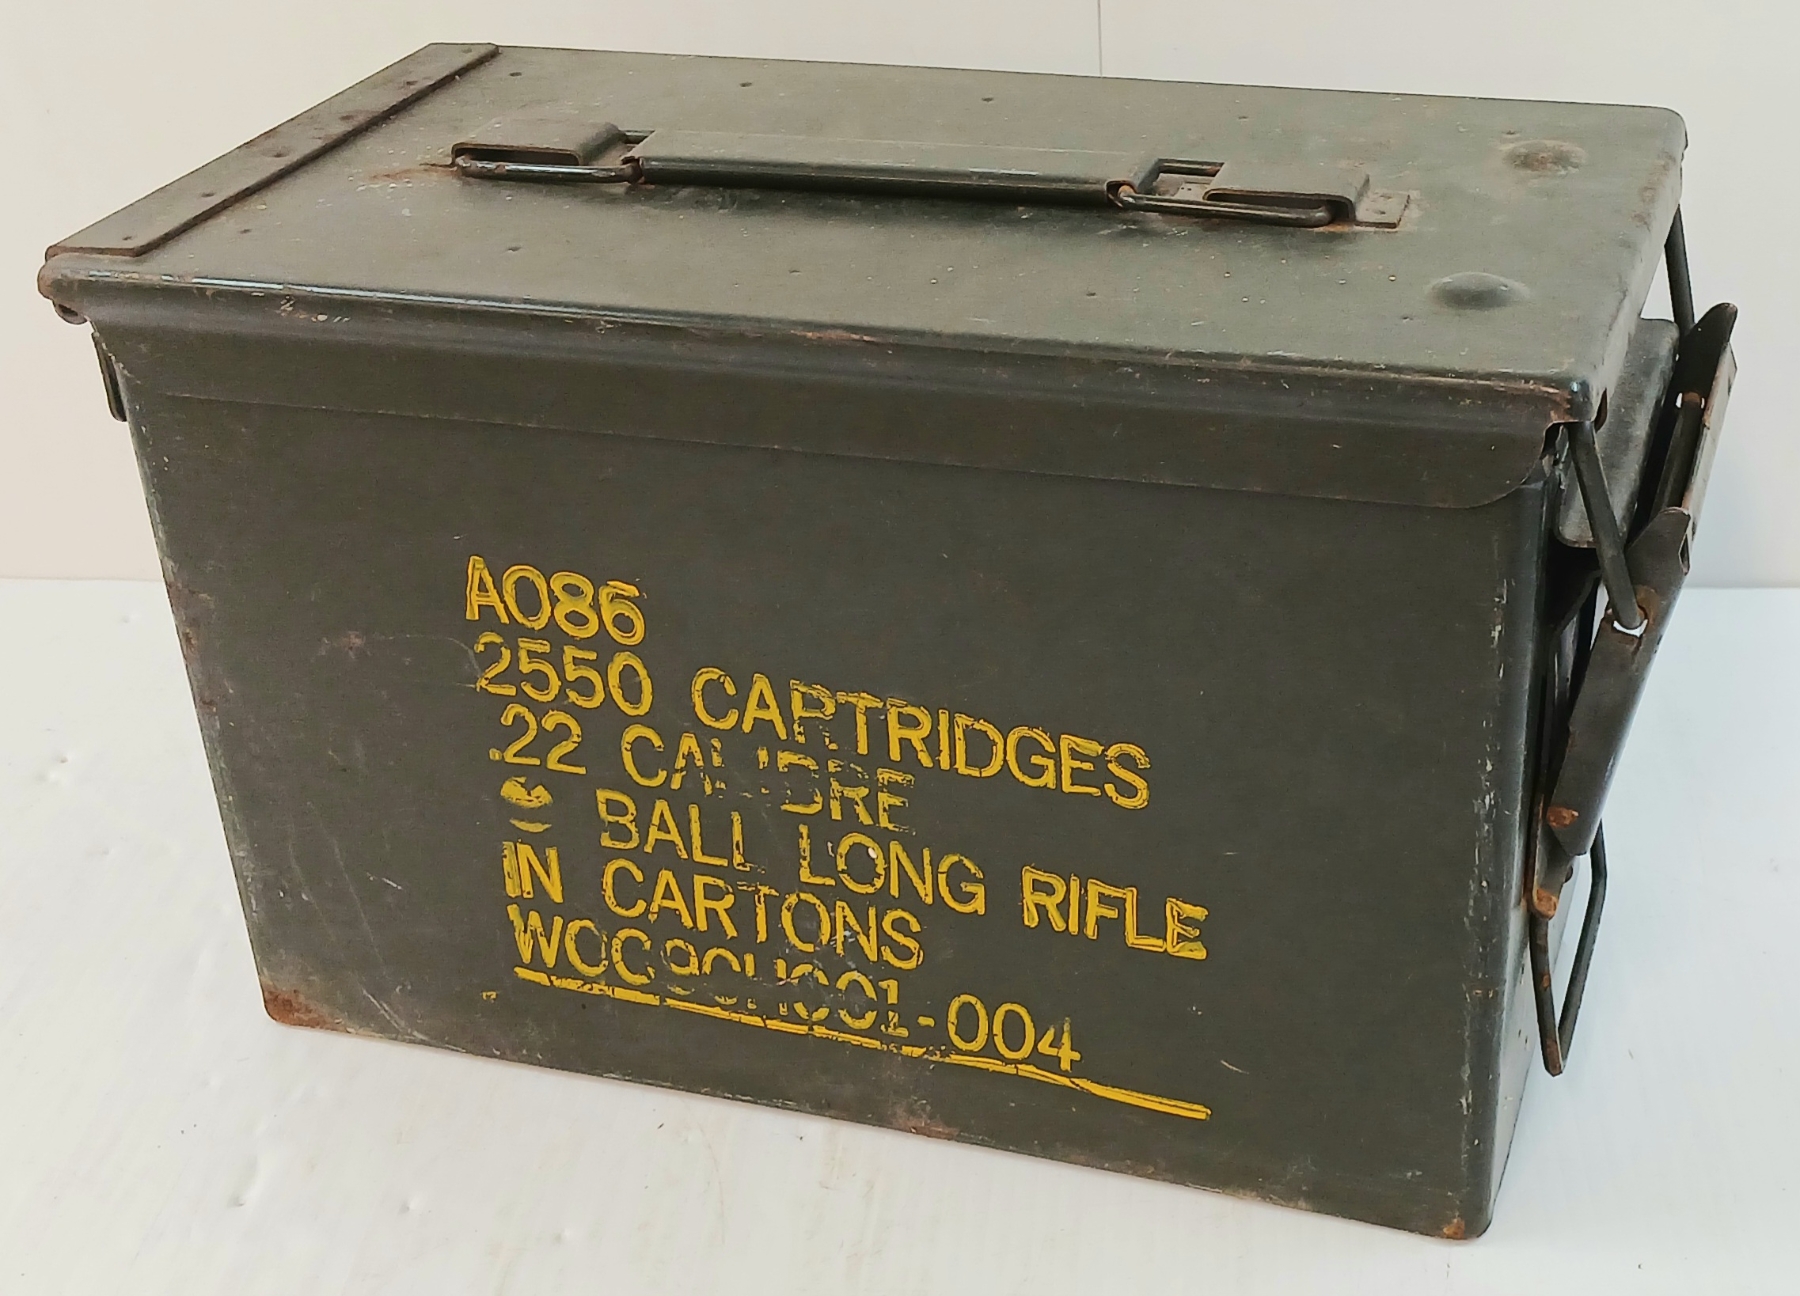 A086
2550 CARTRIDGES
.22 CALIBRE
BALL LONG RIFLE
IN CARTONS
-004